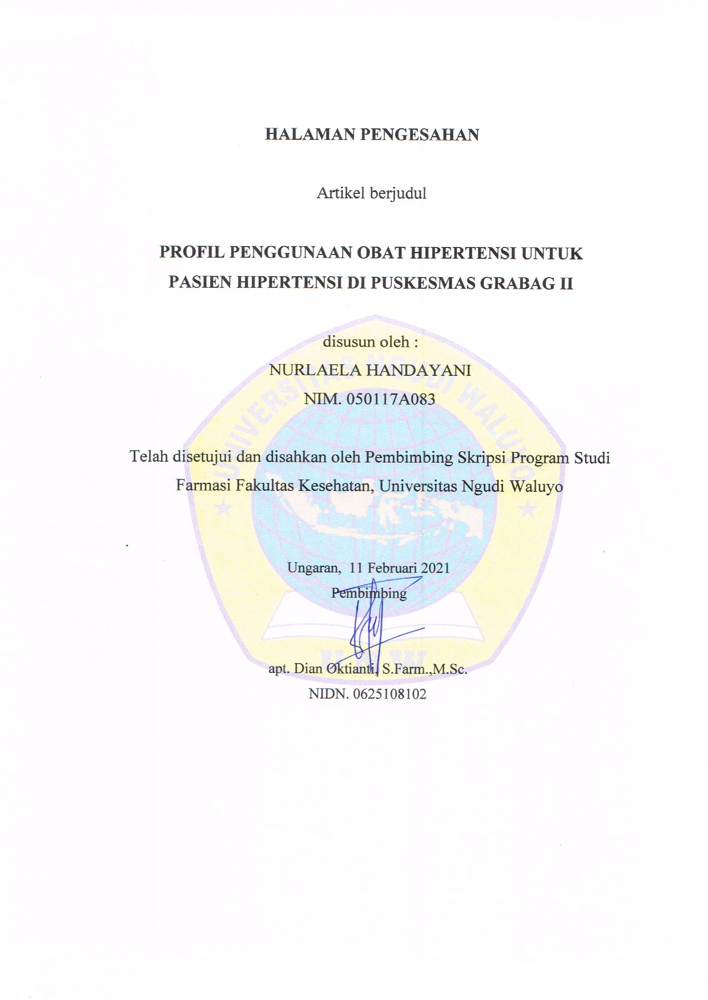 HALAMAN PENGESAHAN
Artikel berjudul
PROFIL PENGGUNAAN OBAT HIPERTENSI UNTUK
PASIEN HIPERTENSI DI PUSKESMAS GRABAG II
disusun oleh :
UNIVERSITAS NGUDI WALUYO
NURLAELA HANDAYANI
NIM. 050117A083
Telah disetujui dan disahkan oleh Pembimbing Skripsi Program Studi
Farmasi Fakultas Kesehatan, Universitas Ngudi Waluyo
Ungaran, 11 Februari 2021
Pembimbing
UNW
apt. Dian Oktianti, S.Farm.,M.Sc.
NIDN. 0625108102